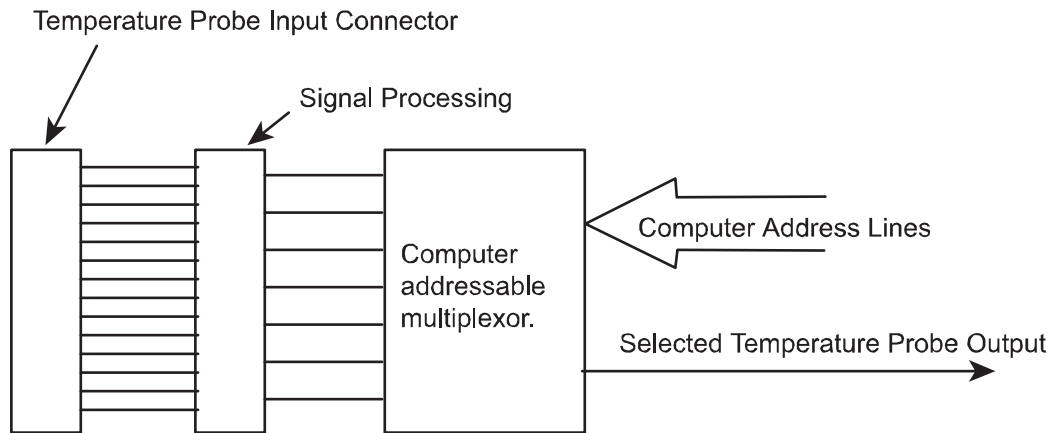 Temperature Probe Input Connector
Signal Processing
Computer
addressable
multiplexor.
Computer Address Lines
Selected Temperature Probe Output